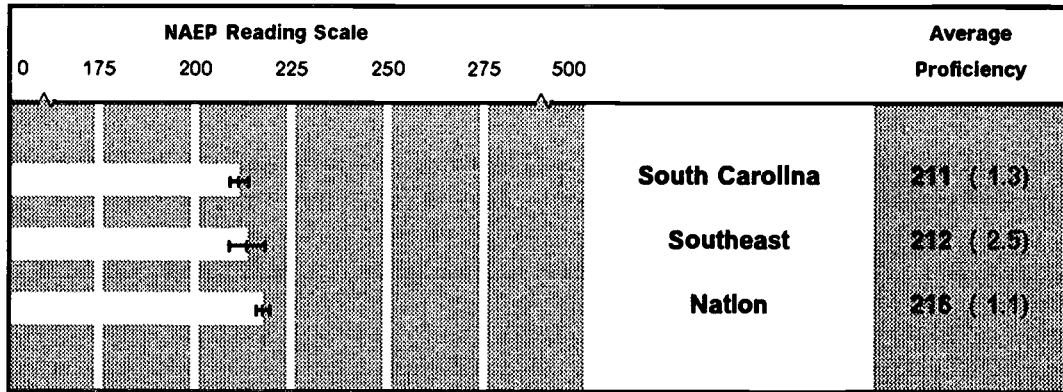 NAEP Reading Scale
Average
0 175 200 225 250 275 500
Proficiency
South Carolina 211 ( 1.3)
Southeast 212 ( 2.5)
Nation 216 ( 1.1)